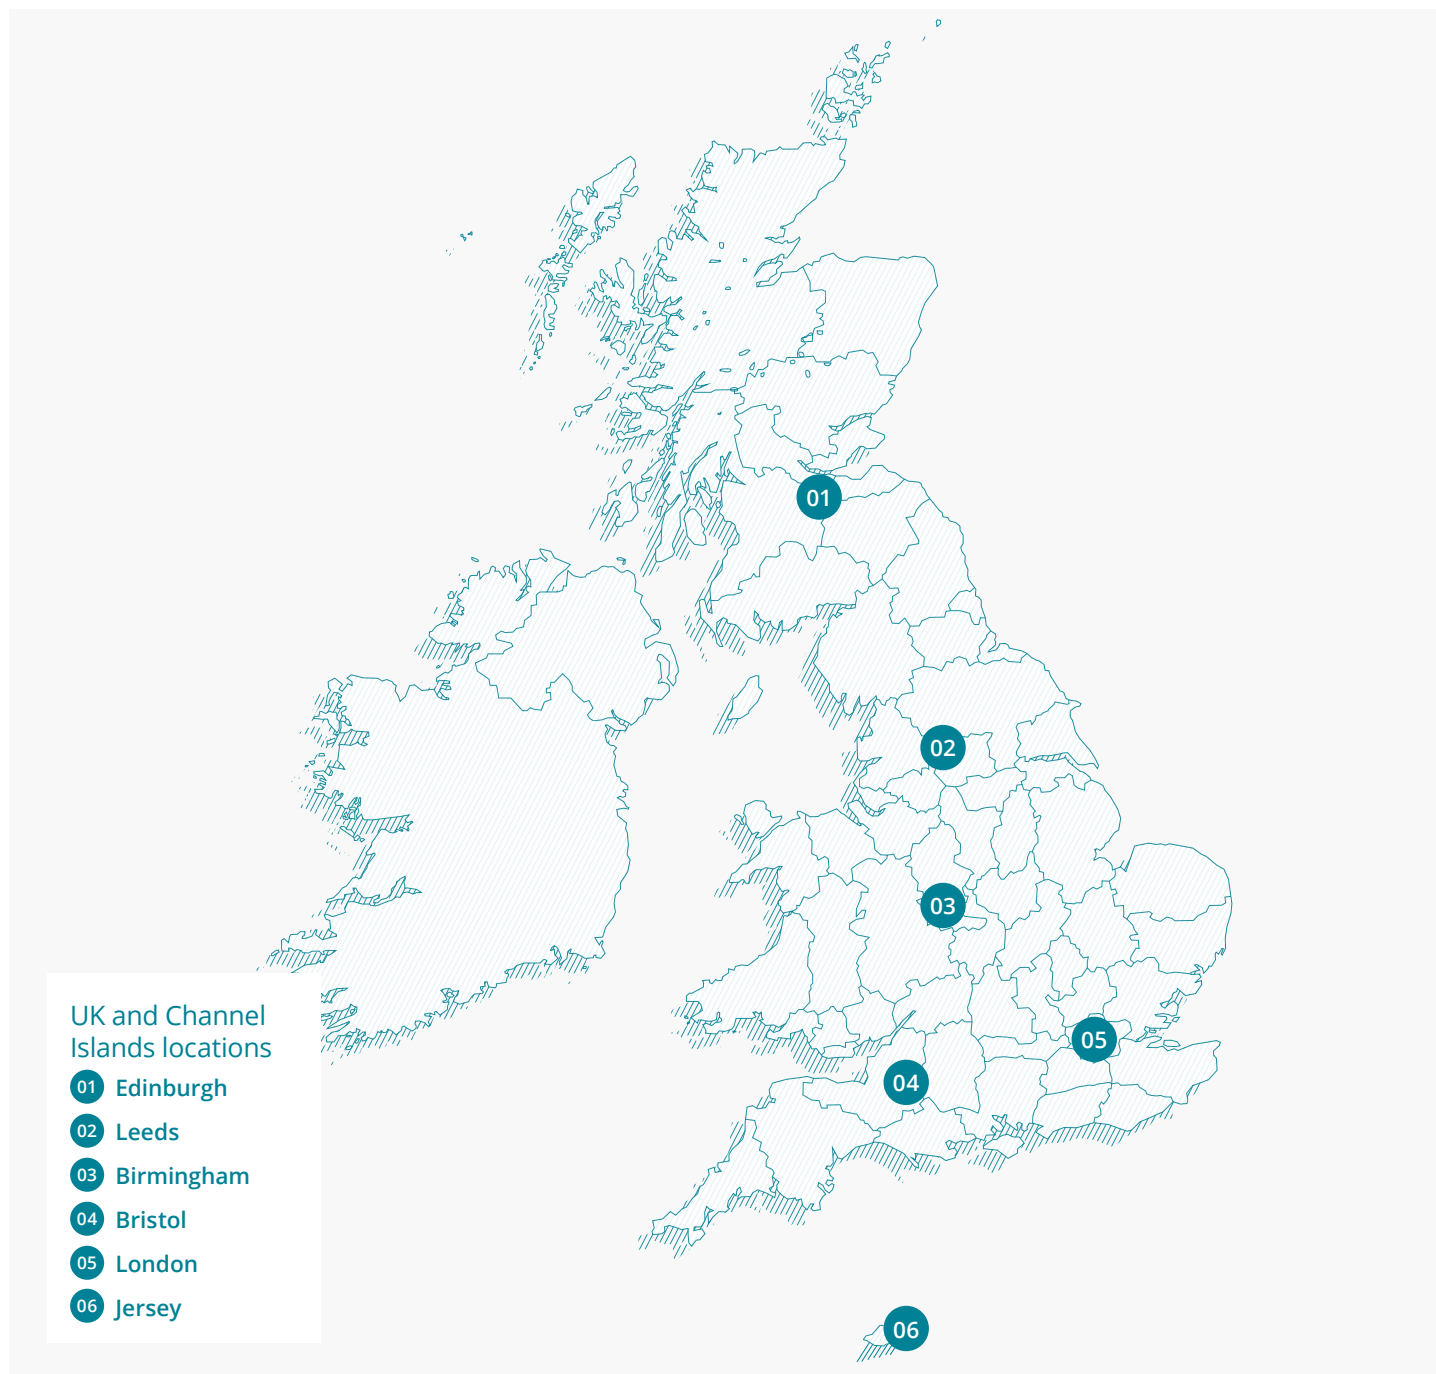 01
02
03
05
04
06
UK and Channel
Islands locations
01 Edinburgh
02 Leeds
03 Birmingham
04 Bristol
05 London
06 Jersey